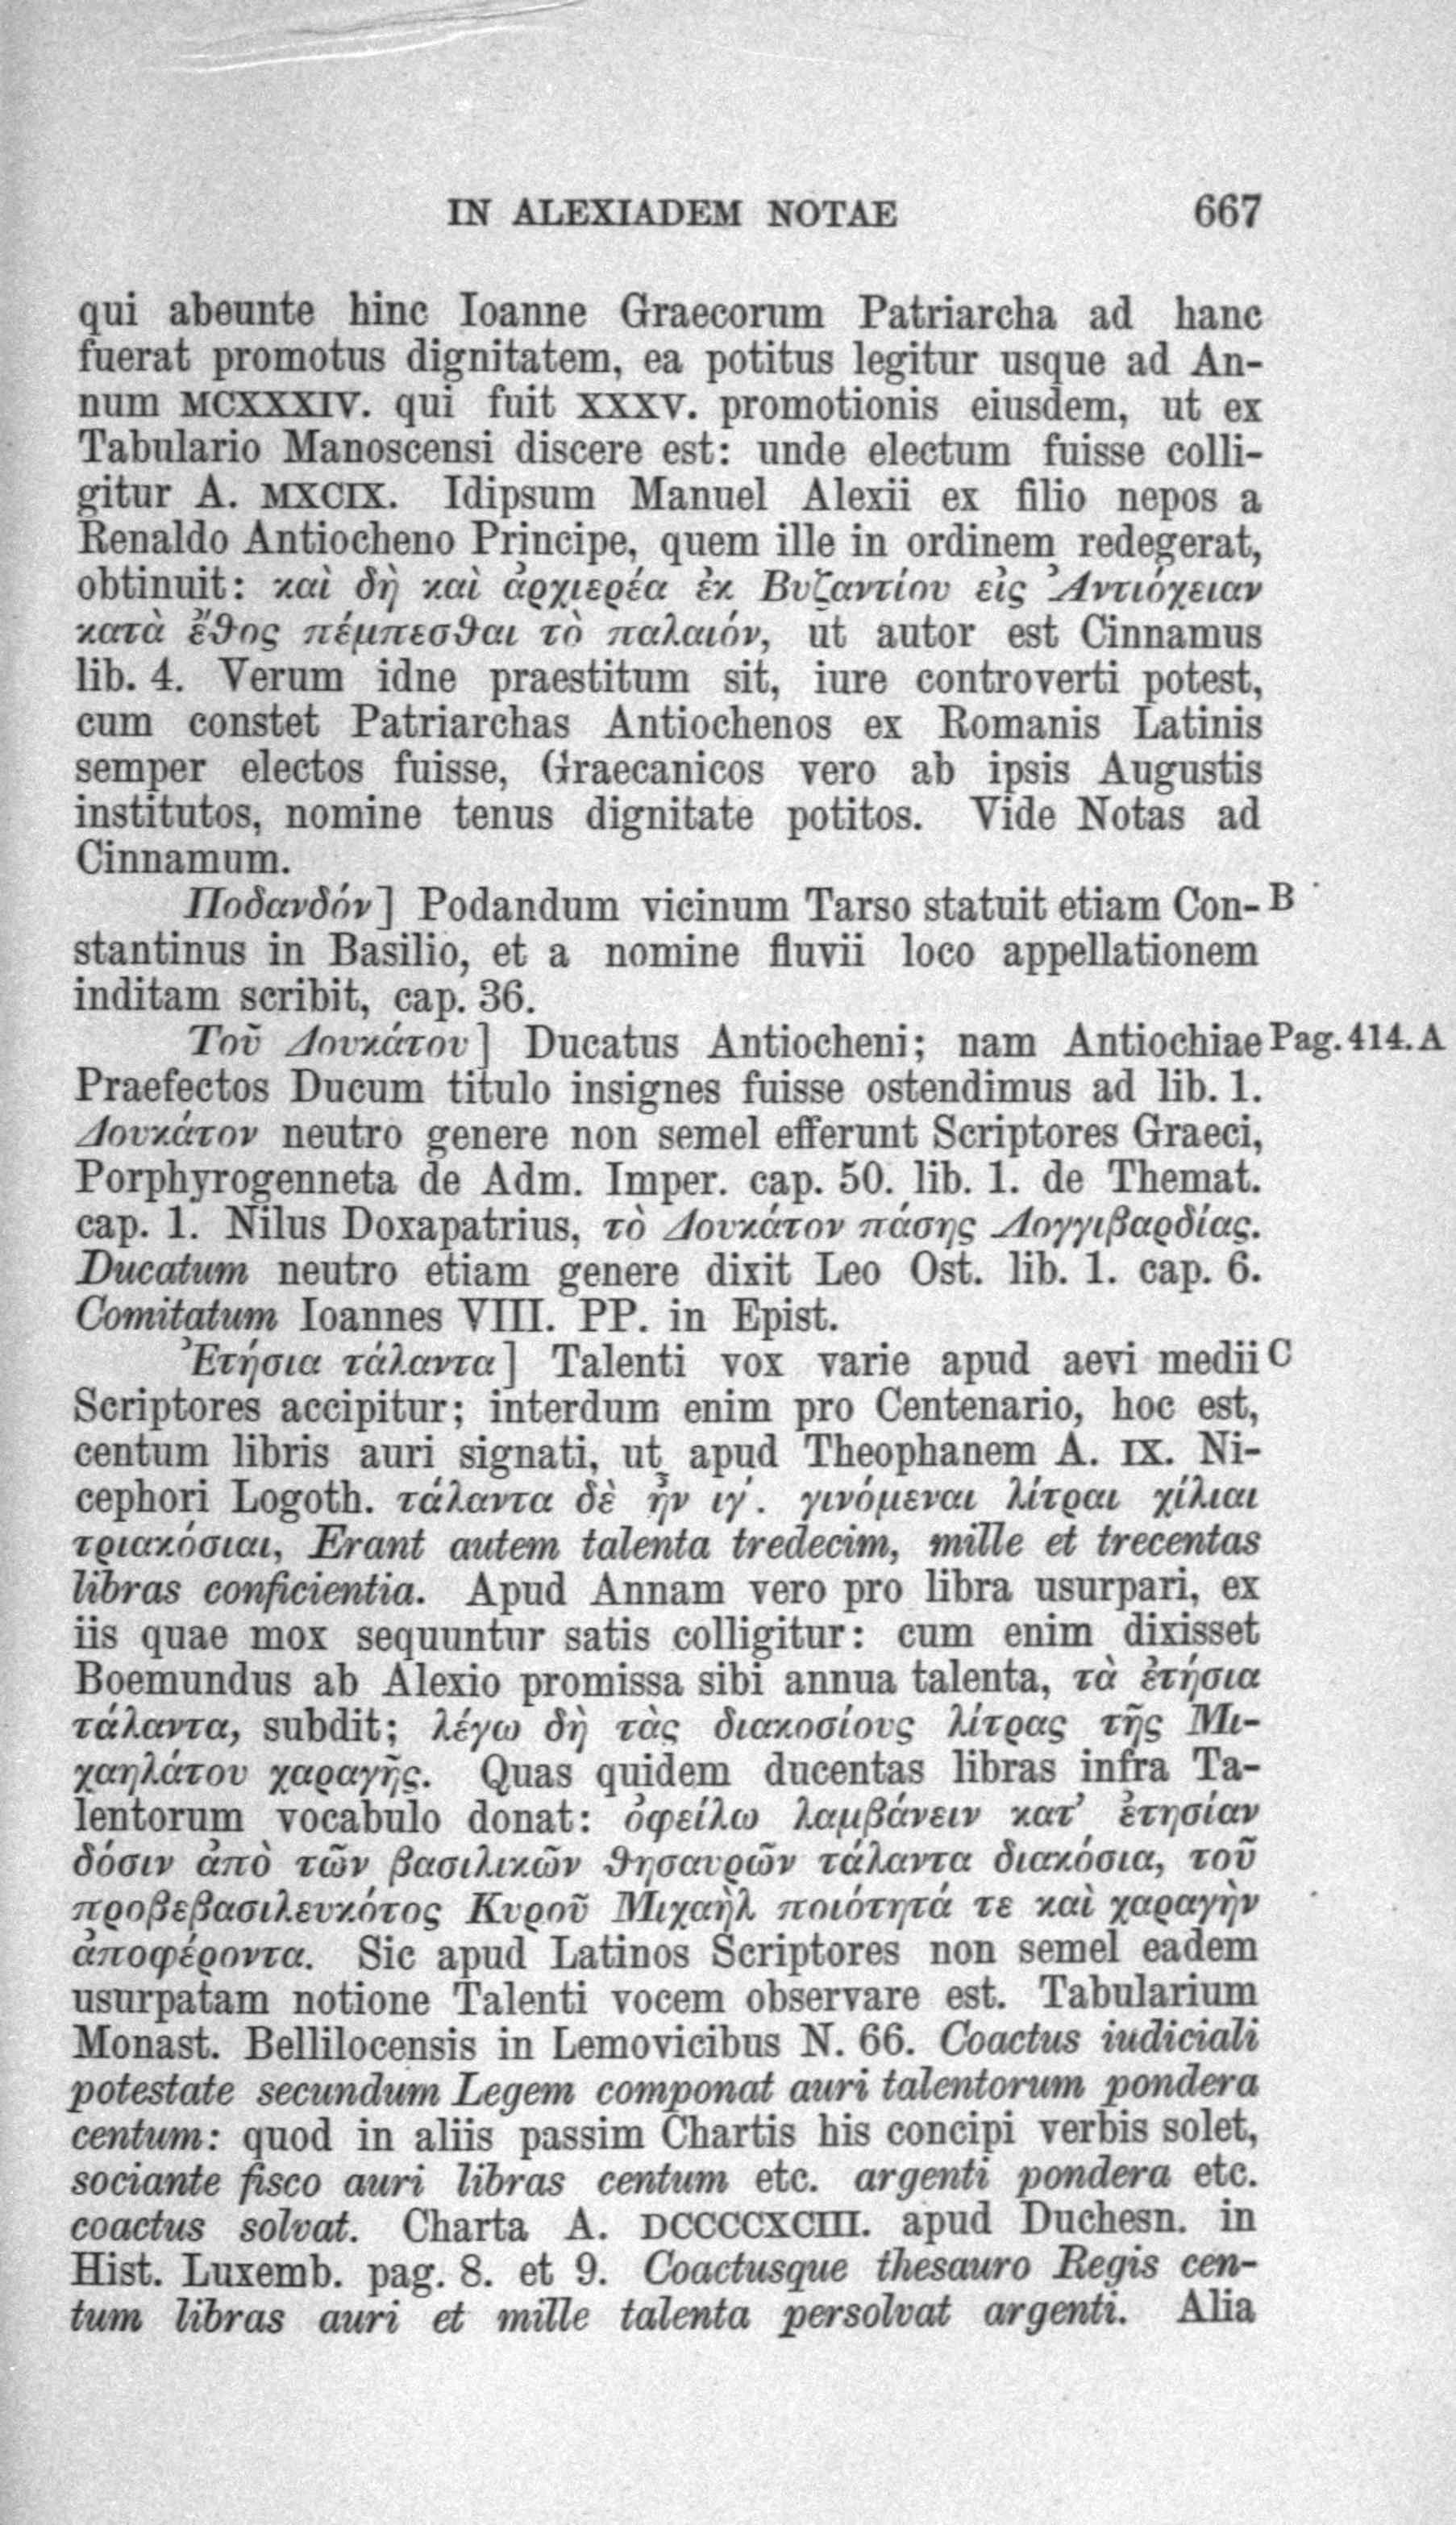 IN ALEXIADEM NOTAE 667
qui abeunte hinc Ioanne Graecorum Patriarcha ad hanc
fuerat promotus dignitatem, ea potitus legitur usque ad An-
num MCXXXIV. qui fuit XXXV. promotionis eiusdem, ut ex
Tabulario Manoscensi discere est: unde electum fuisse colli-
gitur A. MXCIX. Idipsum Manuel Alexii ex filio nepos a
Renaldo Antiocheno Principe, quem ille in ordinem redegerat,
obtinuit: καὶ δὴ καὶ ἀρχιερέα ἐκ Βυζαντίου εἰς Ἀντιόχειαν
κατὰ ἔθος πέμπεσθαι τὸ παλαιόν, ut autor est Cinnamus
lib. 4. Verum idne praestitum sit, iure controverti potest,
cum constet Patriarchas Antiochenos ex Romanis Latinis
semper electos fuisse, Graecanicos vero ab ipsis Augustis
institutos, nomine tenus dignitate potitos. Vide Notas ad
Cinnamum.
Ποδανδόν] Podandum vicinum Tarso statuit etiam Con- B
stantinus in Basilio, et a nomine fluvii loco appellationem
inditam scribit, cap. 36.
Τοῦ Δουκάτου] Ducatus Antiocheni; nam Antiochiae Pag. 414. A
Praefectos Ducum titulo insignes fuisse ostendimus ad lib. 1.
Δουκάτον neutro genere non semel efferunt Scriptores Graeci,
Porphyrogenneta de Adm. Imper. cap. 50. lib. 1. de Themat.
cap. 1. Nilus Doxapatrius, τὸ Δουκάτον πάσης Λογγιβαρδίας.
Ducatum neutro etiam genere dixit Leo Ost. lib. 1. cap. 6.
Comitatum Ioannes VIII. PP. in Epist.
Ἐτήσια τάλαντα] Talenti vox varie apud aevi medii C
Scriptores accipitur; interdum enim pro Centenario, hoc est,
centum libris auri signati, ut apud Theophanem A. IX. Ni-
cephori Logoth. τάλαντα δὲ ἦν ιγ΄. γινόμεναι λίτραι χίλιαι
τριακόσιαι, Erant autem talenta tredecim, mille et trecentas
libras conficientia. Apud Annam vero pro libra usurpari, ex
iis quae mox sequuntur satis colligitur: cum enim dixisset
Boemundus ab Alexio promissa sibi annua talenta, τὰ ἐτήσια
τάλαντα, subdit; λέγω δὴ τὰς διακοσίους λίτρας τῆς Μι-
χαηλάτου χαραγῆς. Quas quidem ducentas libras infra Ta-
lentorum vocabulo donat: ὀφείλω λαμβάνειν κατ’ ἐτησίαν
δόσιν ἀπὸ τῶν βασιλικῶν θησαυρῶν τάλαντα διακόσια, τοῦ
προβεβασιλευκότος Κυροῦ Μιχαὴλ ποιότητά τε καὶ χαραγὴν
ἀποφέροντα. Sic apud Latinos Scriptores non semel eadem
usurpatam notione Talenti vocem observare est. Tabularium
Monast. Bellilocensis in Lemovicibus N. 66. Coactus iudiciali
potestate secundum Legem componat auri talentorum pondera
centum: quod in aliis passim Chartis his concipi verbis solet,
sociante fisco auri libras centum etc. argenti pondera etc.
coactus solvat. Charta A. DCCCCXCIII. apud Duchesn. in
Hist. Luxemb. pag. 8. et 9. Coactusque thesauro Regis cen-
tum libras auri et mille talenta persolvat argenti. Alia